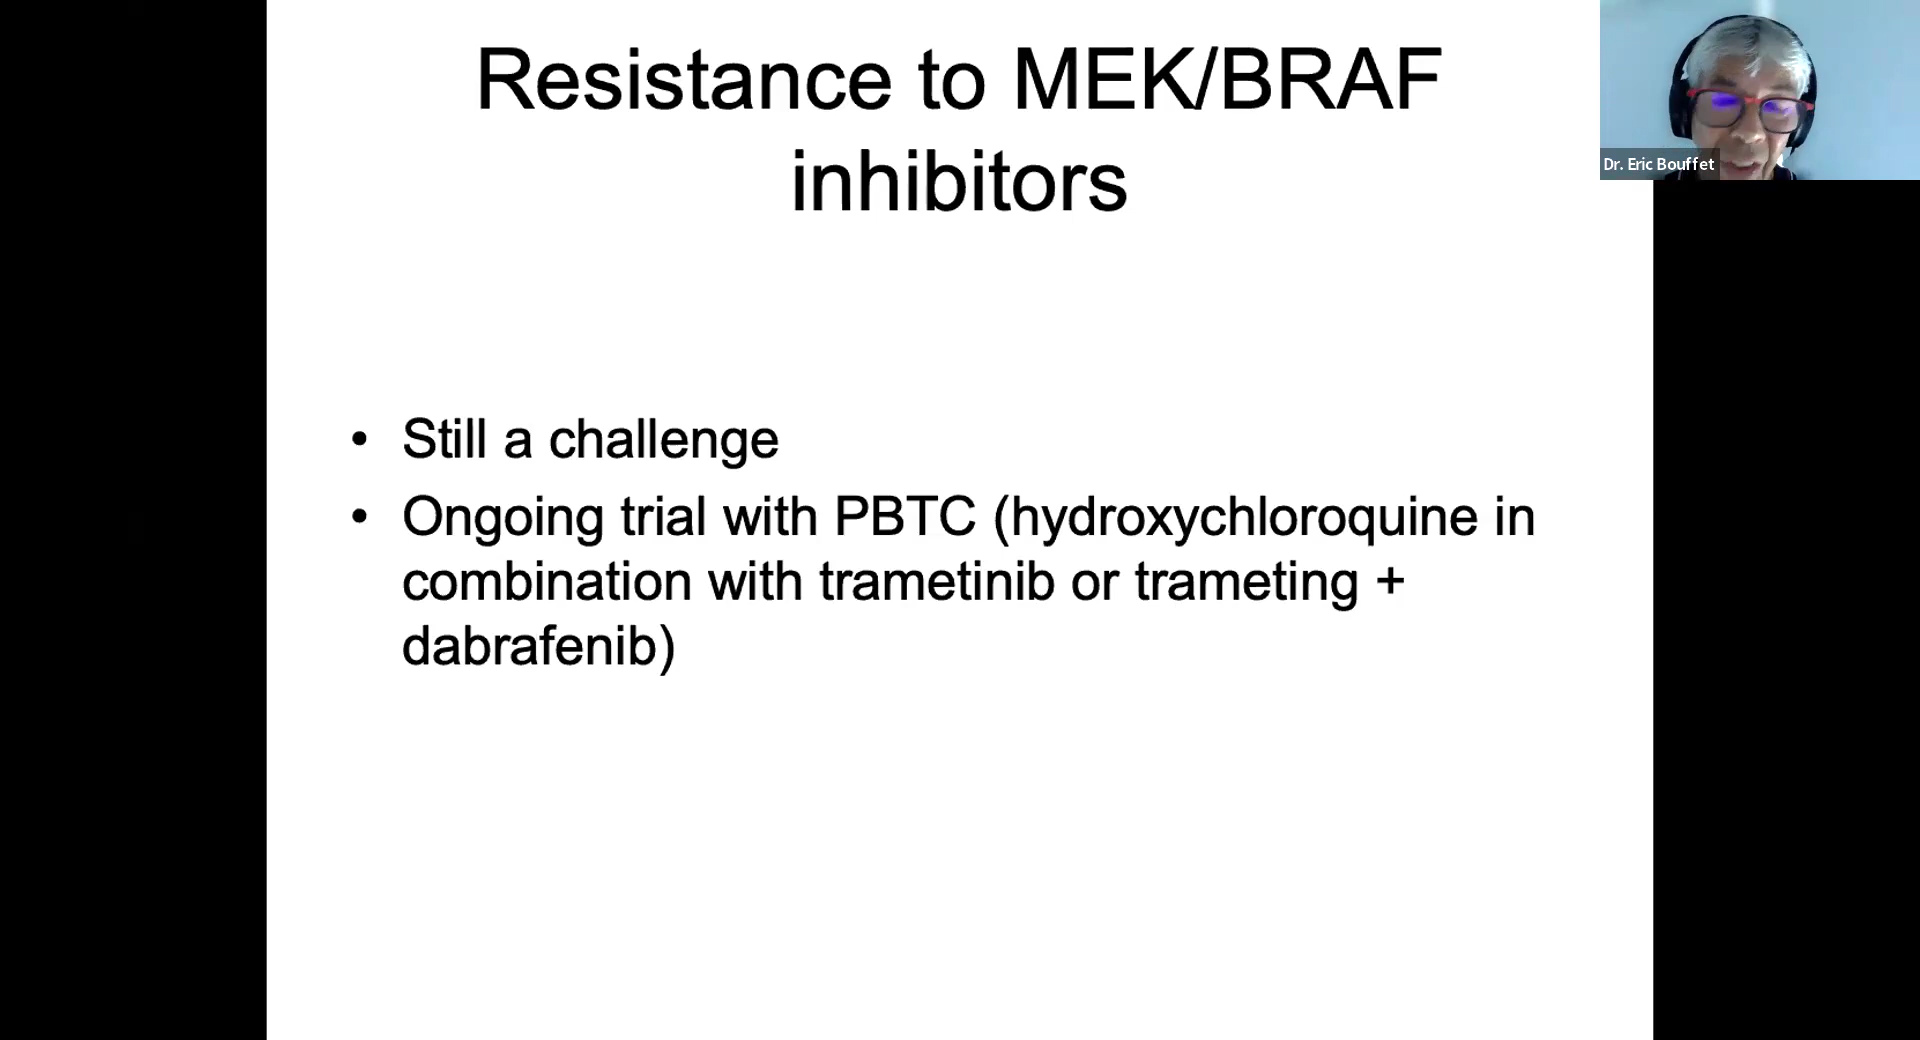 Resistance to MEK/BRAF
inhibitors
Dr. Eric Bouffet
• Still a challenge
• Ongoing trial with PBTC (hydroxychloroquine in
combination with trametinib or trameting +
dabrafenib)